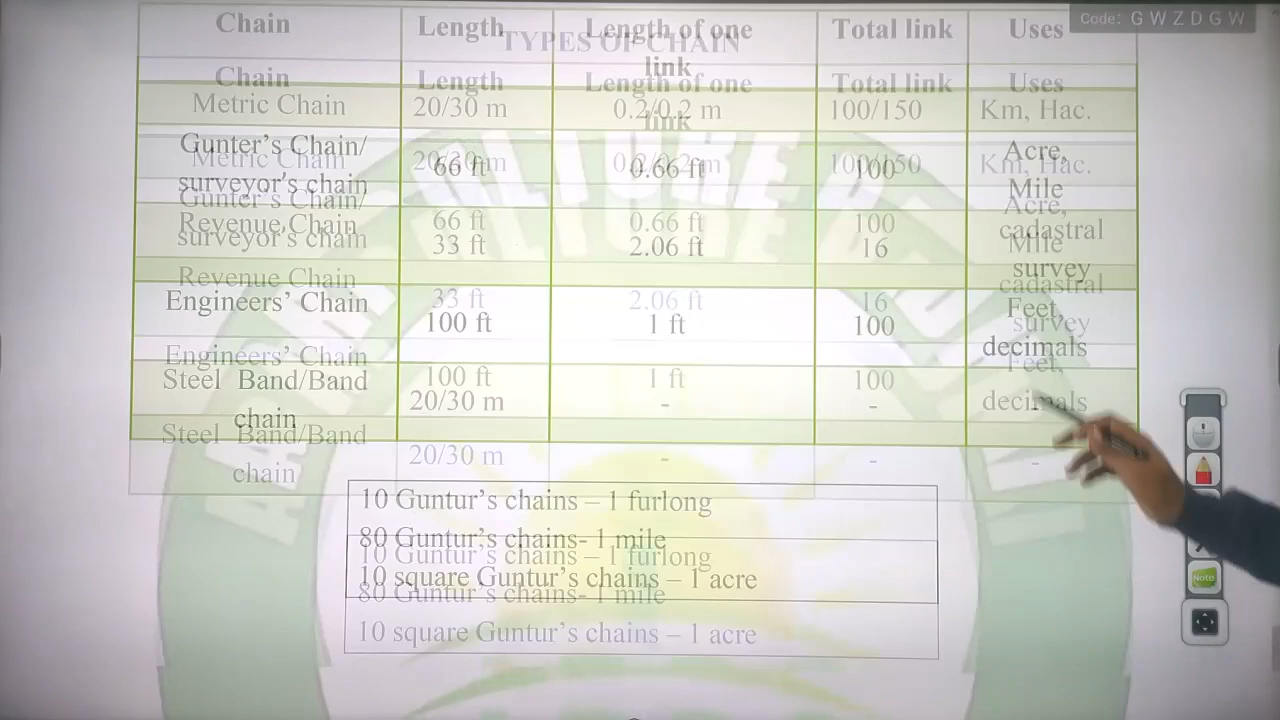 Code: G W Z D G W
TYPES OF CHAIN
Chain Length Length of one link Total link Uses
Metric Chain 20/30 m 0.2/0.2 m 100/150 Km, Hac.
Gunter's Chain/ surveyor's chain 66 ft 0.66 ft 100 Acre, Mile
Revenue Chain 33 ft 2.06 ft 16 cadastral survey
Engineers' Chain 100 ft 1 ft 100 Feet, decimals
Steel Band/Band chain 20/30 m - - -
10 Guntur's chains – 1 furlong
80 Guntur's chains- 1 mile
10 square Guntur's chains – 1 acre
Note